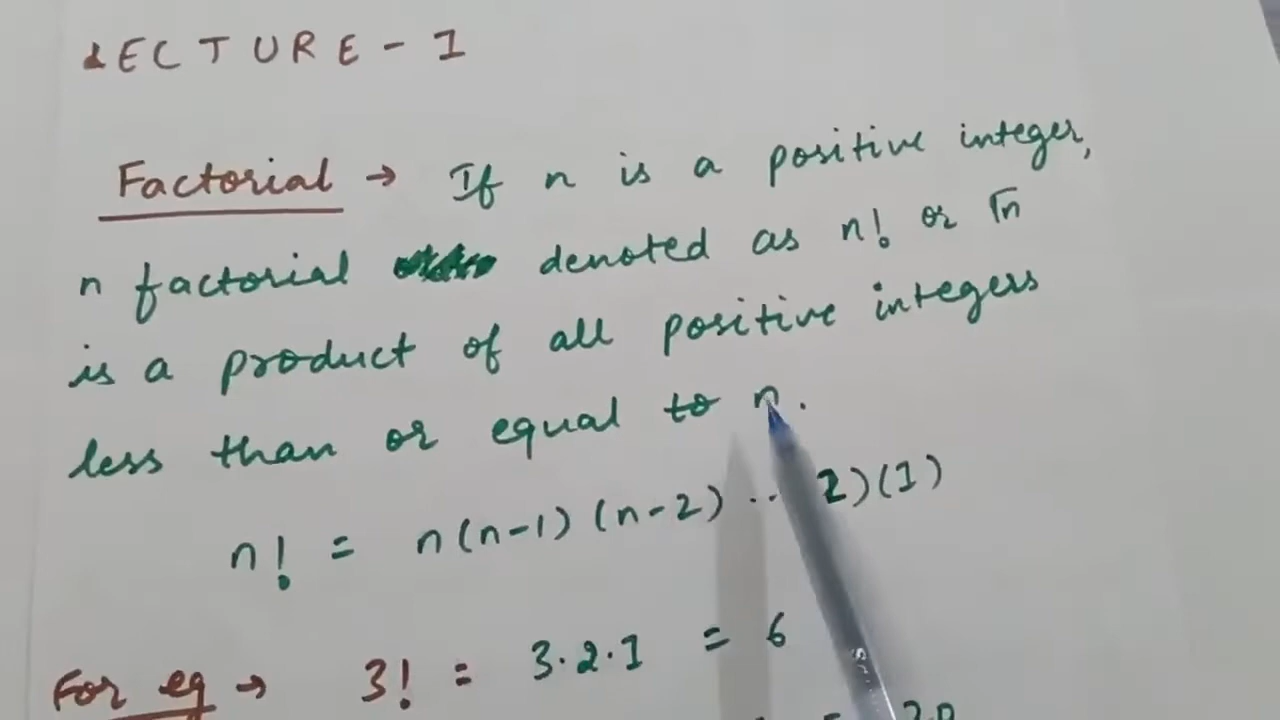 LECTURE - 1
Factorial → If n is a positive integer,
n factorial denoted as n! or √n
is a product of all positive integers
less than or equal to n.
n! = n(n-1)(n-2) .. 2)(1)
For eg → 3! = 3.2.1 = 6